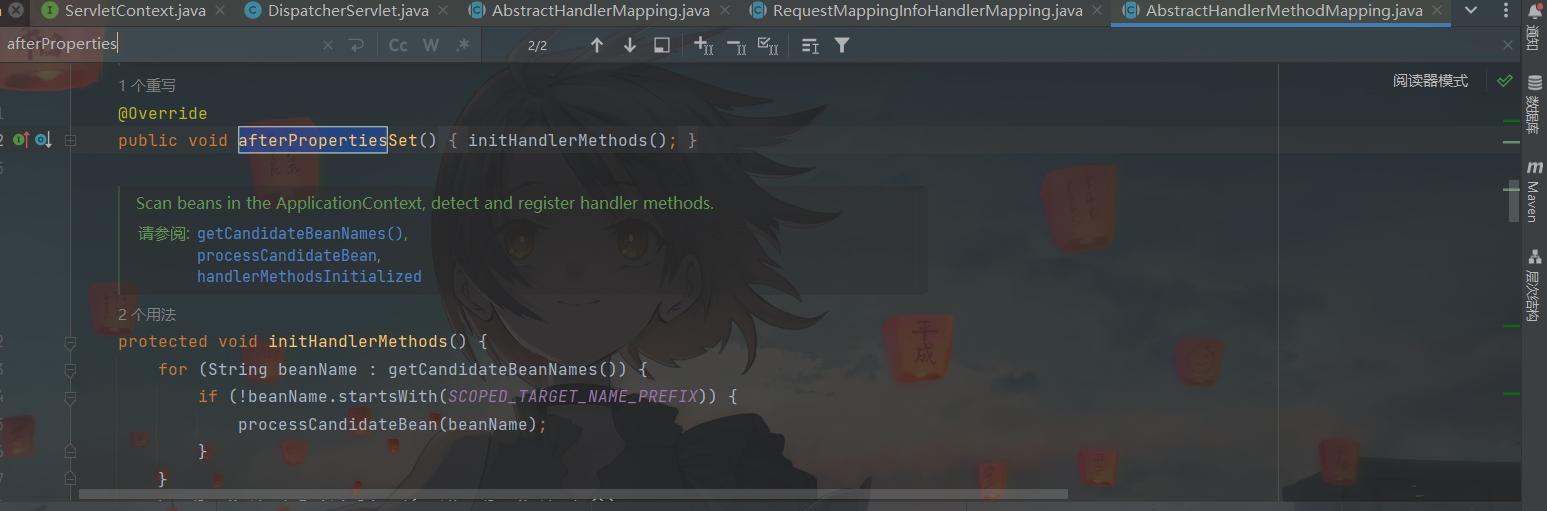 ServletContext.java DispatcherServlet.java AbstractHandlerMapping.java RequestMappingInfoHandlerMapping.java AbstractHandlerMethodMapping.java
afterProperties Cc W .* 2/2
通知
数据库
Maven
层次结构
阅读器模式
1 个重写
@Override
public void afterPropertiesSet() { initHandlerMethods(); }
Scan beans in the ApplicationContext, detect and register handler methods.
请参阅: getCandidateBeanNames(),
processCandidateBean,
handlerMethodsInitialized
2 个用法
protected void initHandlerMethods() {
for (String beanName : getCandidateBeanNames()) {
if (!beanName.startsWith(SCOPED_TARGET_NAME_PREFIX)) {
processCandidateBean(beanName);
}
}
平成